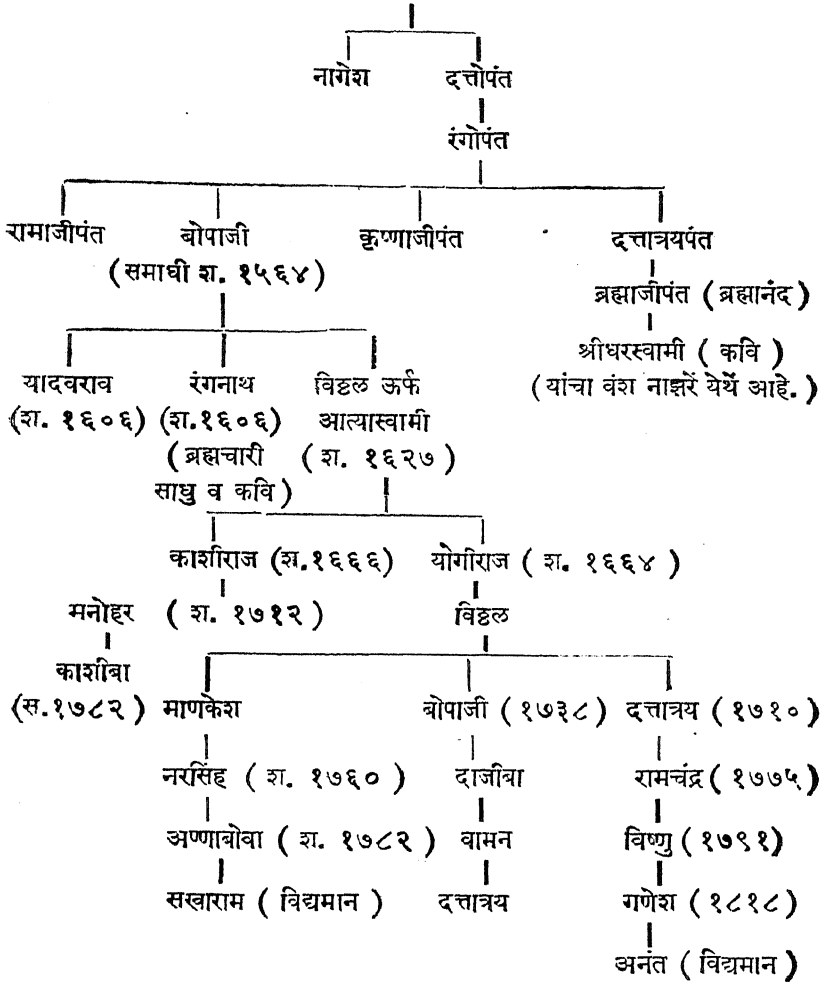 नागेश दत्तोपंत
रंगोपंत
रामाजीपंत बोपाजी कृष्णाजीपंत दत्तात्रयपंत
(समाधी श. १५६४)
ब्रह्माजीपंत (ब्रह्मानंद)
श्रीधरस्वामी (कवि)
यादवराव रंगनाथ विठ्ठल ऊर्फ (यांचा वंश नाझरें येथें आहे.)
(श. १६०६) (श.१६०६) आत्यास्वामी
(ब्रह्मचारी (श. १६२७)
साधु व कवि)
काशीराज (श.१६६६) योगीराज (श. १६६४)
मनोहर (श. १७१२) विठ्ठल
काशीबा
(स.१७८२) माणकेश बोपाजी (१७३८) दत्तात्रय (१७१०)
नरसिंह (श. १७६०) दाजीबा रामचंद्र (१७७५)
अण्णाबोवा (श. १७८२) वामन विष्णु (१७९१)
सखाराम (विद्यमान) दत्तात्रय गणेश (१८१८)
अनंत (विद्यमान)